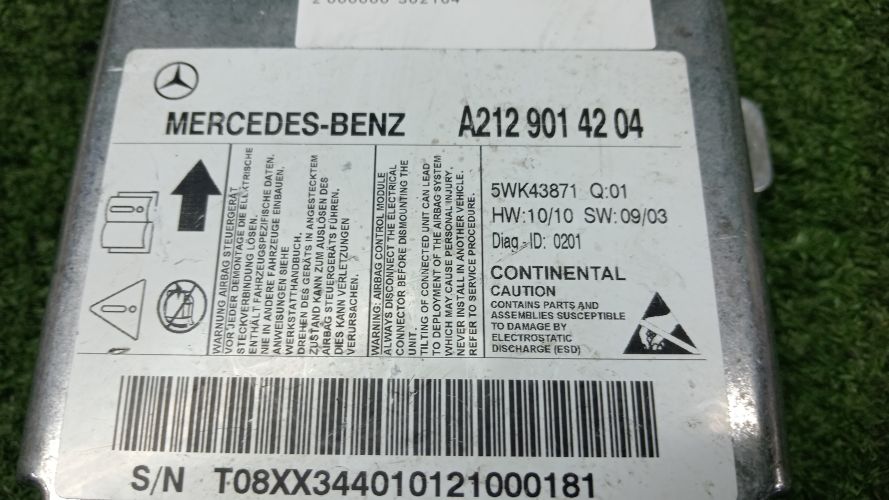 MERCEDES-BENZ A212 901 42 04
WARNUNG AIRBAG STEUERGERÄT
VOR JEDER DEMONTAGE DIE ELEKTRISCHE
STECKVERBINDUNG LÖSEN.
ENTHÄLT FAHRZEUGSPEZIFISCHE DATEN.
NIE IN ANDERE FAHRZEUGE EINBAUEN.
ANWEISUNGEN SIEHE
WERKSTATTHANDBUCH.
DREHEN DES GERÄTS IN ANGESTECKTEM
ZUSTAND KANN ZUM AUSLÖSEN DES
AIRBAG STEUERGERÄTS FÜHREN.
DIES KANN VERLETZUNGEN
VERURSACHEN.
WARNING: AIRBAG CONTROL MODULE
ALWAYS DISCONNECT THE ELECTRICAL
CONNECTOR BEFORE DISMOUNTING THE
UNIT.
TILTING OF CONNECTED UNIT CAN LEAD
TO DEPLOYMENT OF THE AIRBAG SYSTEM
WHICH MAY CAUSE PERSONAL INJURY.
NEVER INSTALL IN ANOTHER VEHICLE.
REFER TO SERVICE PROCEDURE.
5WK43871 Q:01
HW:10/10 SW:09/03
Diag.-ID: 0201
CONTINENTAL
CAUTION
CONTAINS PARTS AND
ASSEMBLIES SUSCEPTIBLE
TO DAMAGE BY
ELECTROSTATIC
DISCHARGE (ESD)
S/N T08XX344010121000181